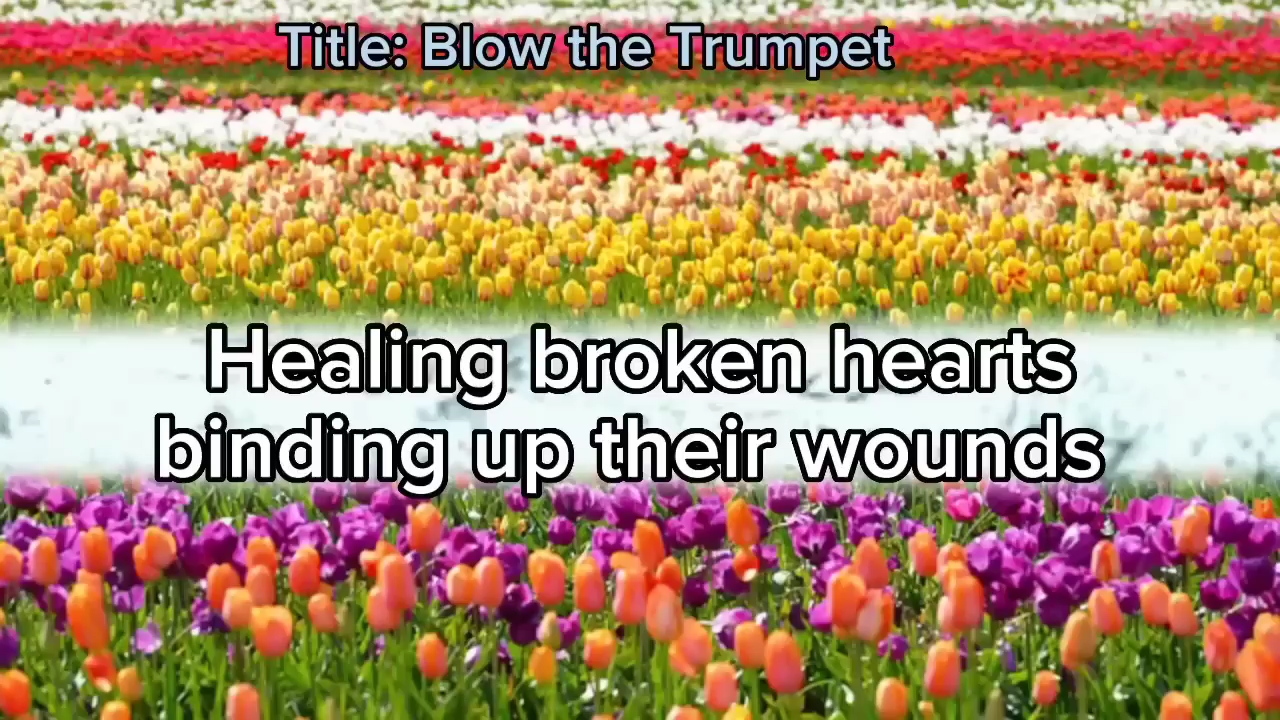 Title: Blow the Trumpet
Healing broken hearts
binding up their wounds